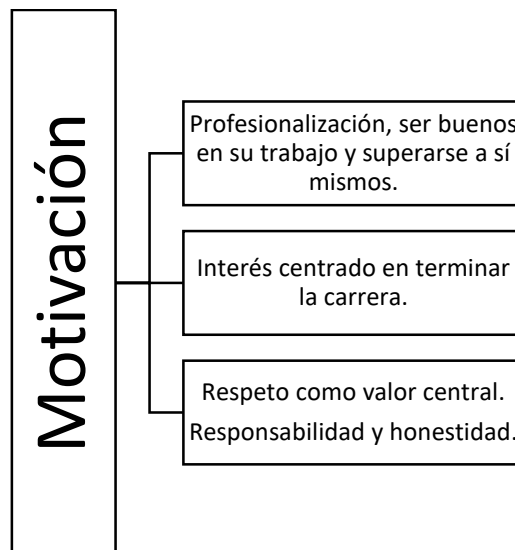 Motivación
Profesionalización, ser buenos
en su trabajo y superarse a sí
mismos.
Interés centrado en terminar
la carrera.
Respeto como valor central.
Responsabilidad y honestidad.